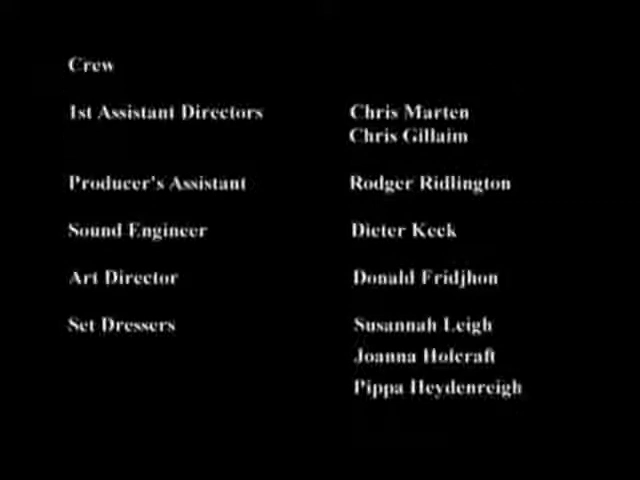 Crew
1st Assistant Directors Chris Marten
Chris Gillaim
Producer's Assistant Rodger Ridlington
Sound Engineer Dieter Keck
Art Director Donald Fridjhon
Set Dressers Susannah Leigh
Joanna Holcraft
Pippa Heydenreigh